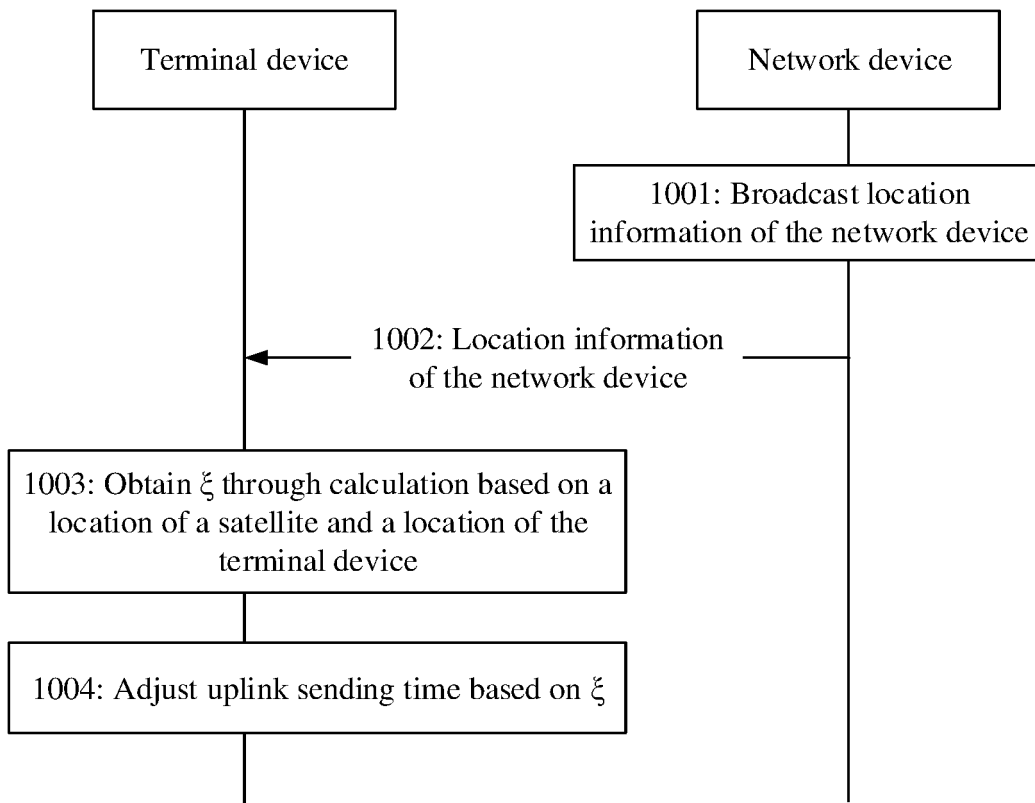 Terminal device
Network device
1001: Broadcast location
information of the network device
1002: Location information
of the network device
1003: Obtain ξ through calculation based on a
location of a satellite and a location of the
terminal device
1004: Adjust uplink sending time based on ξ